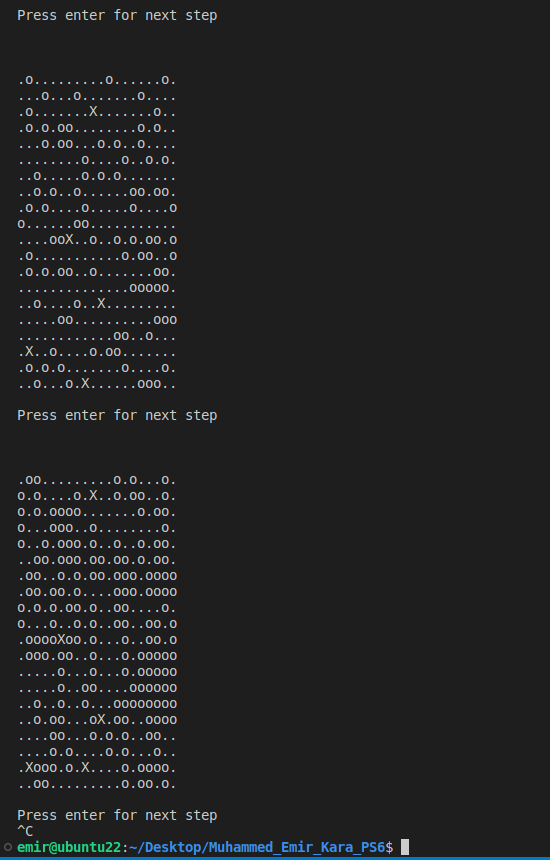 Press enter for next step
.o.........o......o.
...o...o.......o....
.o.......X.......o..
.o.o.oo........o.o..
...o.oo...o.o..o....
........o....o..o.o.
..o.....o.o.o.......
..o.o..o......oo.oo.
.o.o....o.....o....o
o......oo...........
....ooX..o..o.o.oo.o
.o...........o.oo..o
.o.o.oo..o.......oo.
..............ooooo.
..o....o..X.........
.....oo..........ooo
............oo..o...
.X..o....o.oo.......
.o.o.o.......o....o.
..o...o.X......ooo..
Press enter for next step
.oo.........o.o...o.
o.o....o.X..o.oo..o.
o.o.oooo.......o.oo.
o...ooo..o........o.
o..o.ooo.o..o..o.oo.
..oo.ooo.oo.oo.o.oo.
.oo..o.o.oo.ooo.oooo
.oo.oo.o....ooo.oooo
o.o.o.oo.o..oo....o.
o...o..o.o..oo..oo.o
.ooooXoo.o...o..oo.o
.ooo.oo..o...o.ooooo
.....o...o...o.ooooo
.....o..oo....oooooo
..o..o..o...oooooooo
..o.oo...oX.oo..oooo
....oo...o.o.o..oo..
....o.o....o.o...o..
.Xooo.o.X....o.oooo.
..oo.........o.oo.o.
Press enter for next step
^C
emir@ubuntu22:~/Desktop/Muhammed_Emir_Kara_PS6$